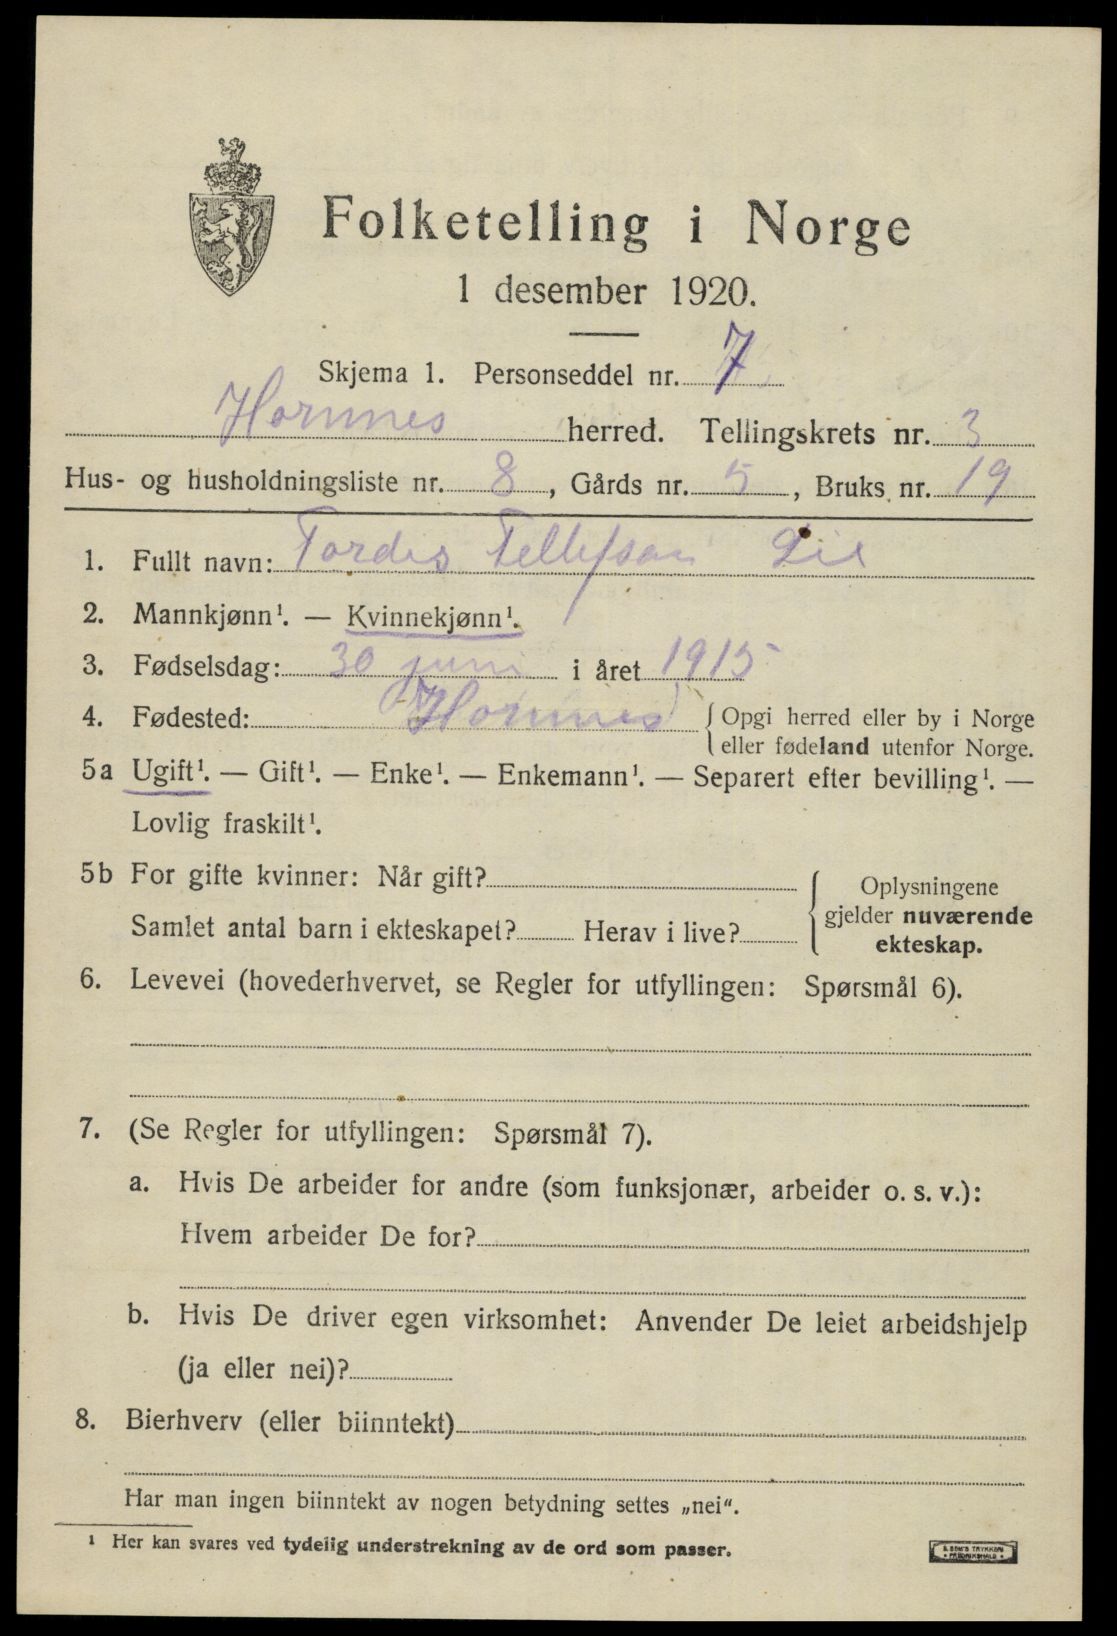 Folketelling i Norge
1 desember 1920.
Skjema 1. Personseddel nr. 7
Hornnes herred. Tellingskrets nr. 3
Hus- og husholdningsliste nr. 8, Gårds nr. 5, Bruks nr. 19
1. Fullt navn: Tordis Tellefsen Lie
2. Mannkjønn¹. — Kvinnekjønn¹.
3. Fødselsdag: 30 juni i året 1915
4. Fødested: Hornnes {Opgi herred eller by i Norge
eller fødeland utenfor Norge.
5a Ugift¹. — Gift¹. — Enke¹. — Enkemann¹. — Separert efter bevilling¹. —
Lovlig fraskilt¹.
5b For gifte kvinner: Når gift?
Samlet antal barn i ekteskapet? Herav i live?
Oplysningene
gjelder nuværende
ekteskap.
6. Levevei (hovederhvervet, se Regler for utfyllingen: Spørsmål 6).
7. (Se Regler for utfyllingen: Spørsmål 7).
a. Hvis De arbeider for andre (som funksjonær, arbeider o. s. v.):
Hvem arbeider De for?
b. Hvis De driver egen virksomhet: Anvender De leiet arbeidshjelp
(ja eller nei)?
8. Bierhverv (eller biinntekt)
Har man ingen biinntekt av nogen betydning settes „nei“.
¹ Her kan svares ved tydelig understrekning av de ord som passer.